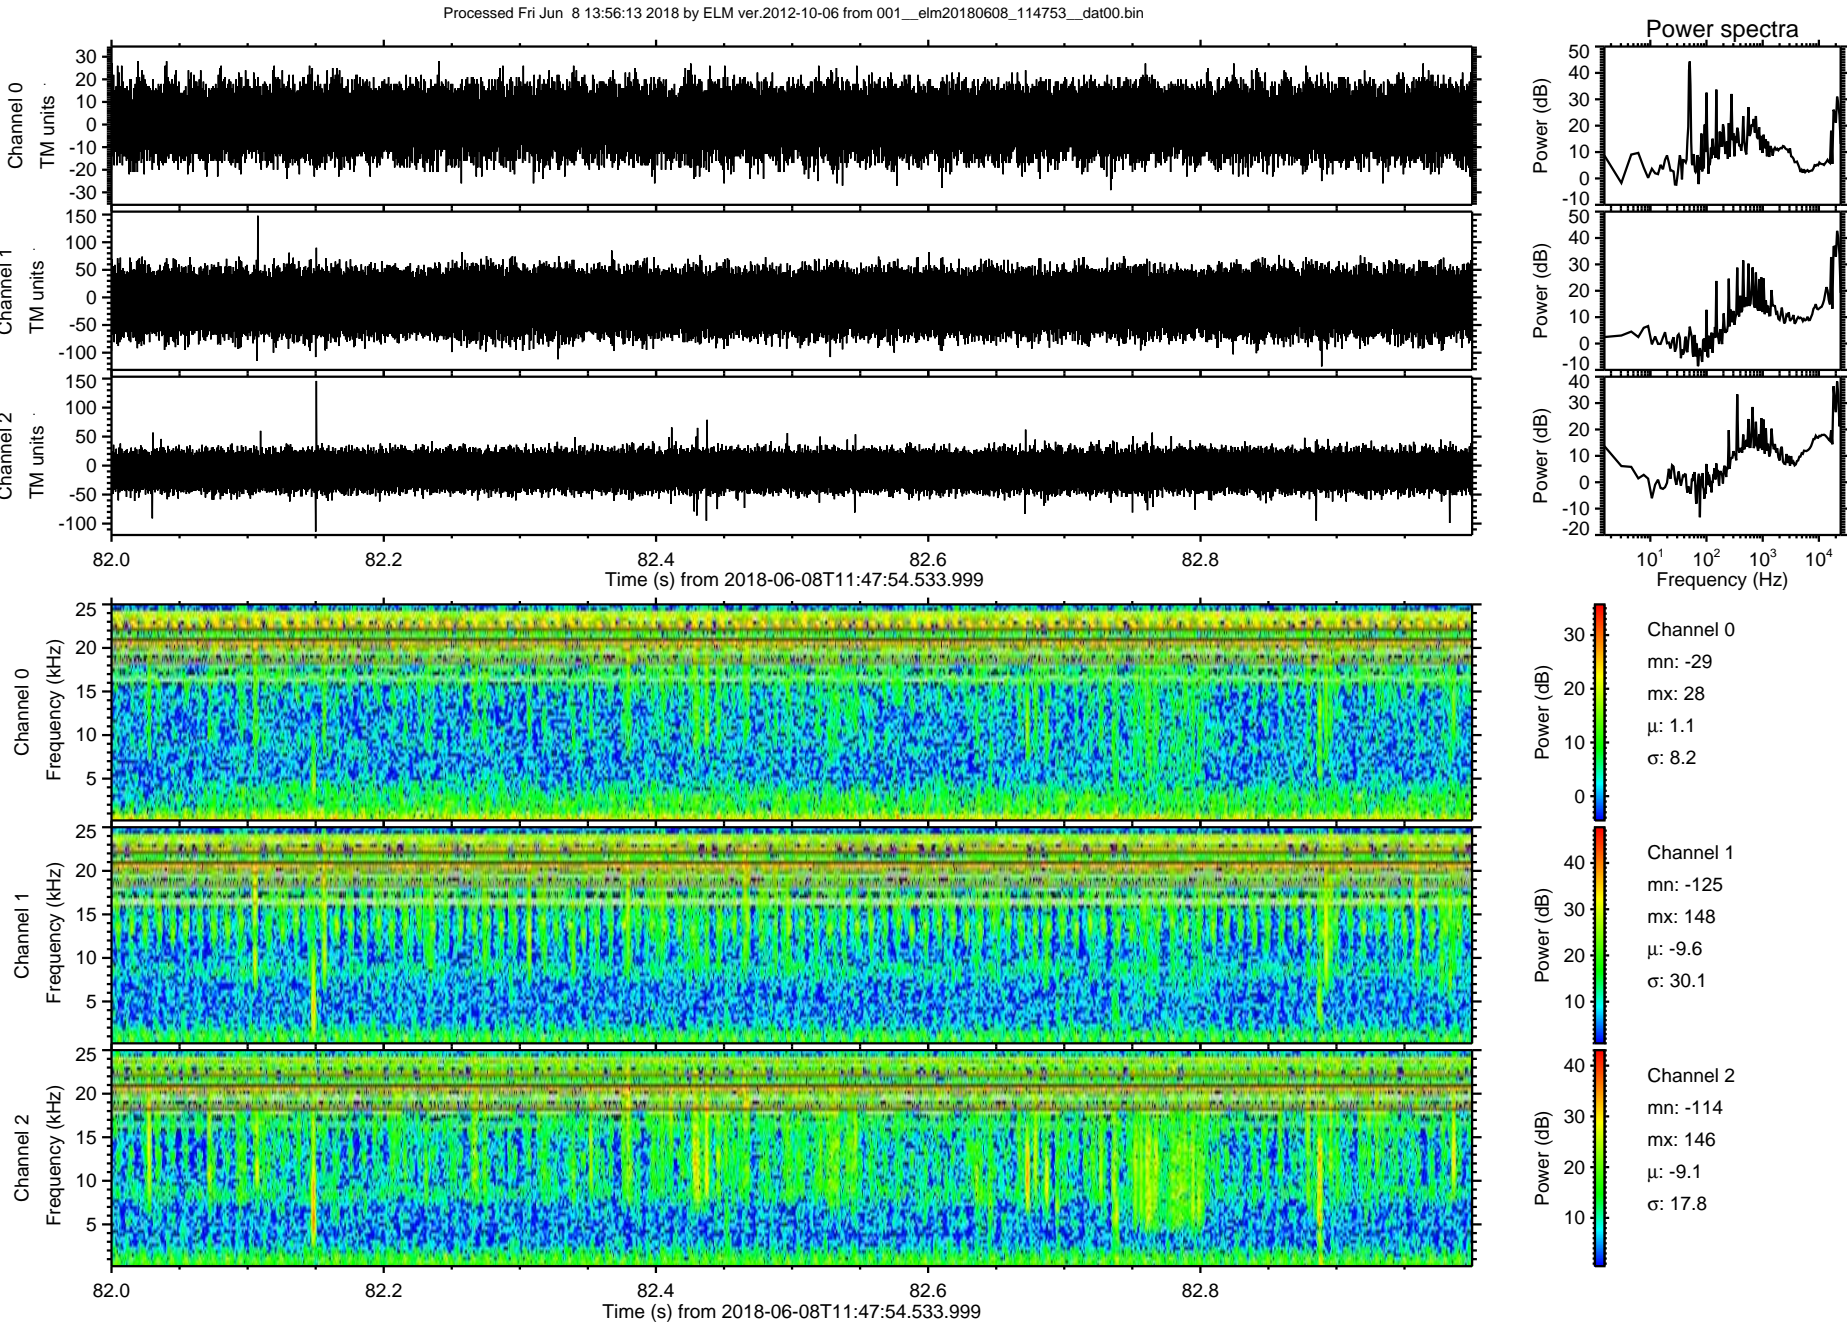 Processed Fri Jun  8 13:56:13 2018 by ELM ver.2012-10-06 from 001__elm20180608_114753__dat00.bin
Power spectra
Channel 0
TM units
30
20
10
0
-10
-20
-30
Power (dB)
50
40
30
20
10
0
-10
Channel 1
TM units
150
100
50
0
-50
-100
Power (dB)
50
40
30
20
10
0
-10
Channel 2
TM units
150
100
50
0
-50
-100
Power (dB)
40
30
20
10
0
-10
-20
82.0 82.2 82.4 82.6 82.8
Time (s) from 2018-06-08T11:47:54.533.999
10¹ 10² 10³ 10⁴
Frequency (Hz)
Channel 0
Frequency (kHz)
25
20
15
10
5
Power (dB)
30
20
10
0
Channel 0
mn: -29
mx: 28
μ: 1.1
σ: 8.2
Channel 1
Frequency (kHz)
25
20
15
10
5
Power (dB)
40
30
20
10
Channel 1
mn: -125
mx: 148
μ: -9.6
σ: 30.1
Channel 2
Frequency (kHz)
25
20
15
10
5
Power (dB)
40
30
20
10
Channel 2
mn: -114
mx: 146
μ: -9.1
σ: 17.8
82.0 82.2 82.4 82.6 82.8
Time (s) from 2018-06-08T11:47:54.533.999